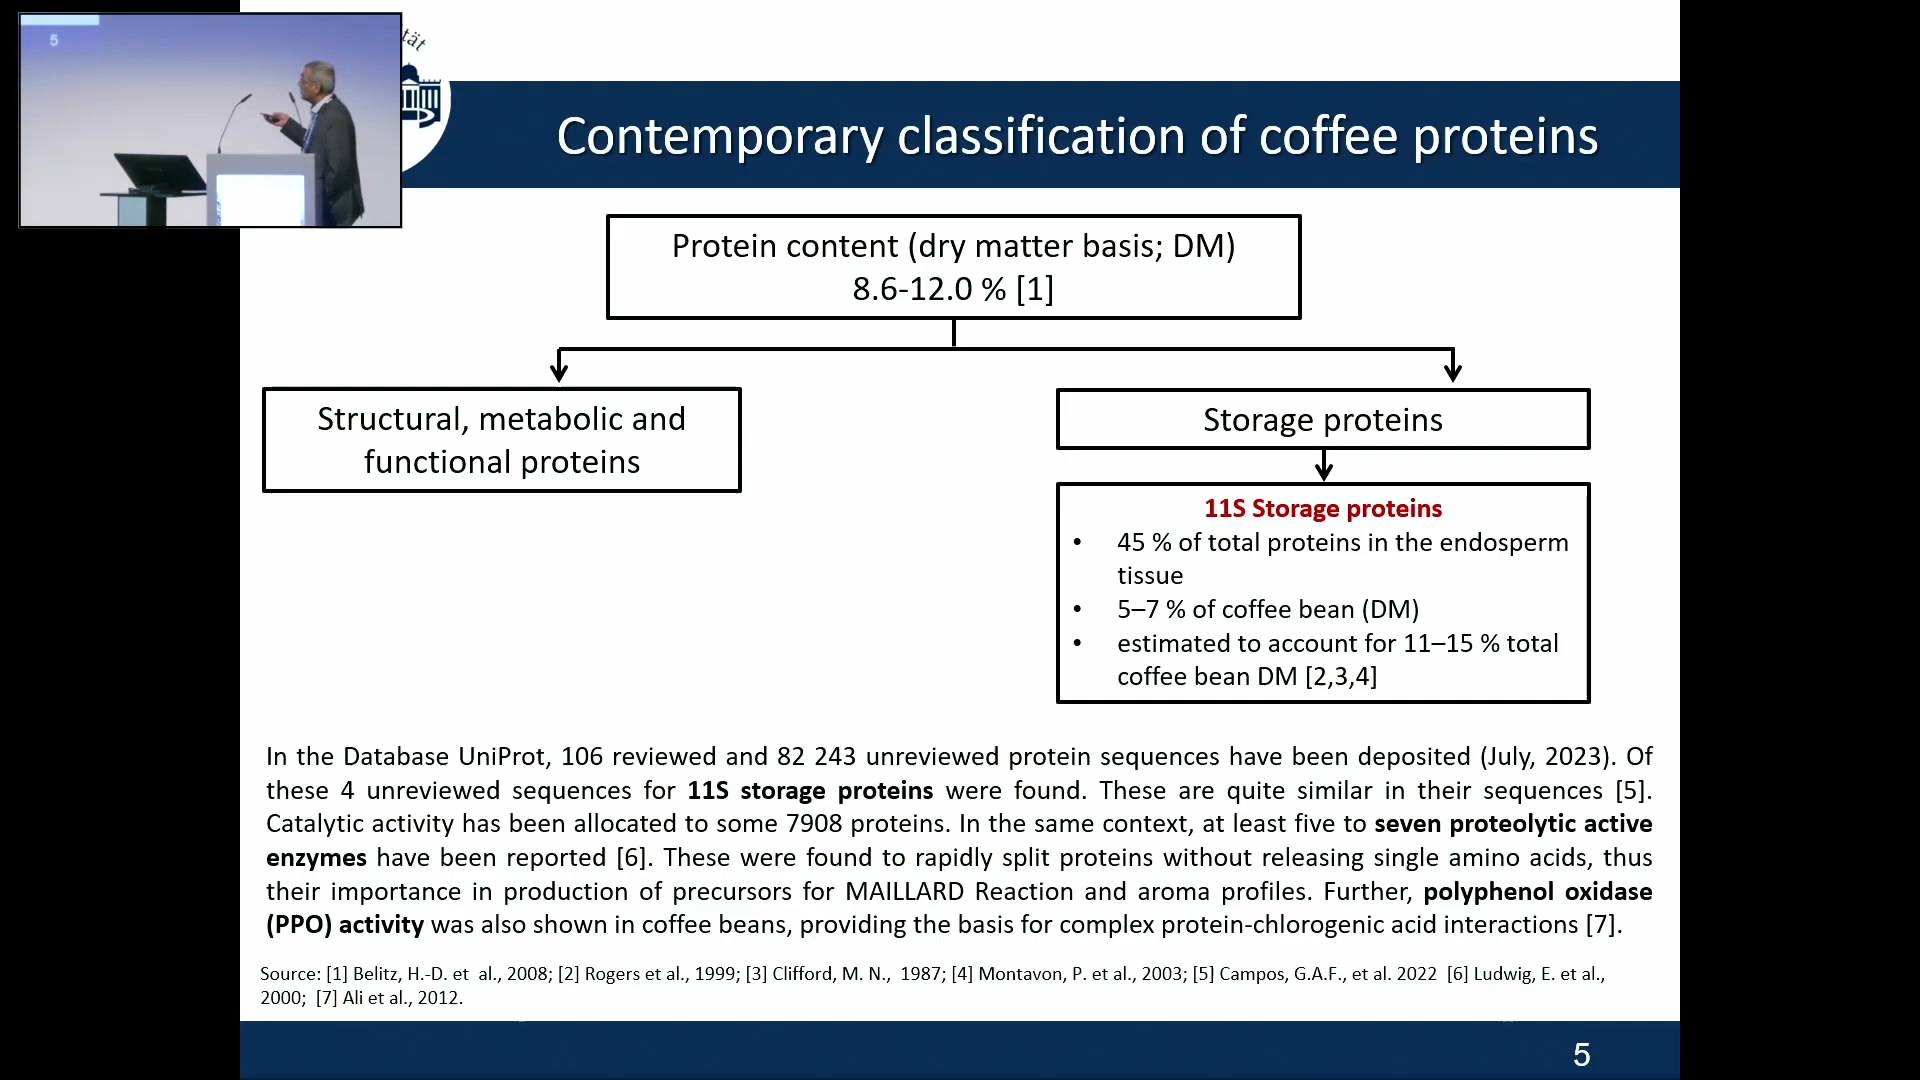 5
tät
Contemporary classification of coffee proteins
Protein content (dry matter basis; DM)
8.6-12.0 % [1]
Structural, metabolic and
functional proteins
Storage proteins
11S Storage proteins
• 45 % of total proteins in the endosperm
tissue
• 5–7 % of coffee bean (DM)
• estimated to account for 11–15 % total
coffee bean DM [2,3,4]
In the Database UniProt, 106 reviewed and 82 243 unreviewed protein sequences have been deposited (July, 2023). Of
these 4 unreviewed sequences for 11S storage proteins were found. These are quite similar in their sequences [5].
Catalytic activity has been allocated to some 7908 proteins. In the same context, at least five to seven proteolytic active
enzymes have been reported [6]. These were found to rapidly split proteins without releasing single amino acids, thus
their importance in production of precursors for MAILLARD Reaction and aroma profiles. Further, polyphenol oxidase
(PPO) activity was also shown in coffee beans, providing the basis for complex protein-chlorogenic acid interactions [7].
Source: [1] Belitz, H.-D. et al., 2008; [2] Rogers et al., 1999; [3] Clifford, M. N., 1987; [4] Montavon, P. et al., 2003; [5] Campos, G.A.F., et al. 2022 [6] Ludwig, E. et al.,
2000; [7] Ali et al., 2012.
5